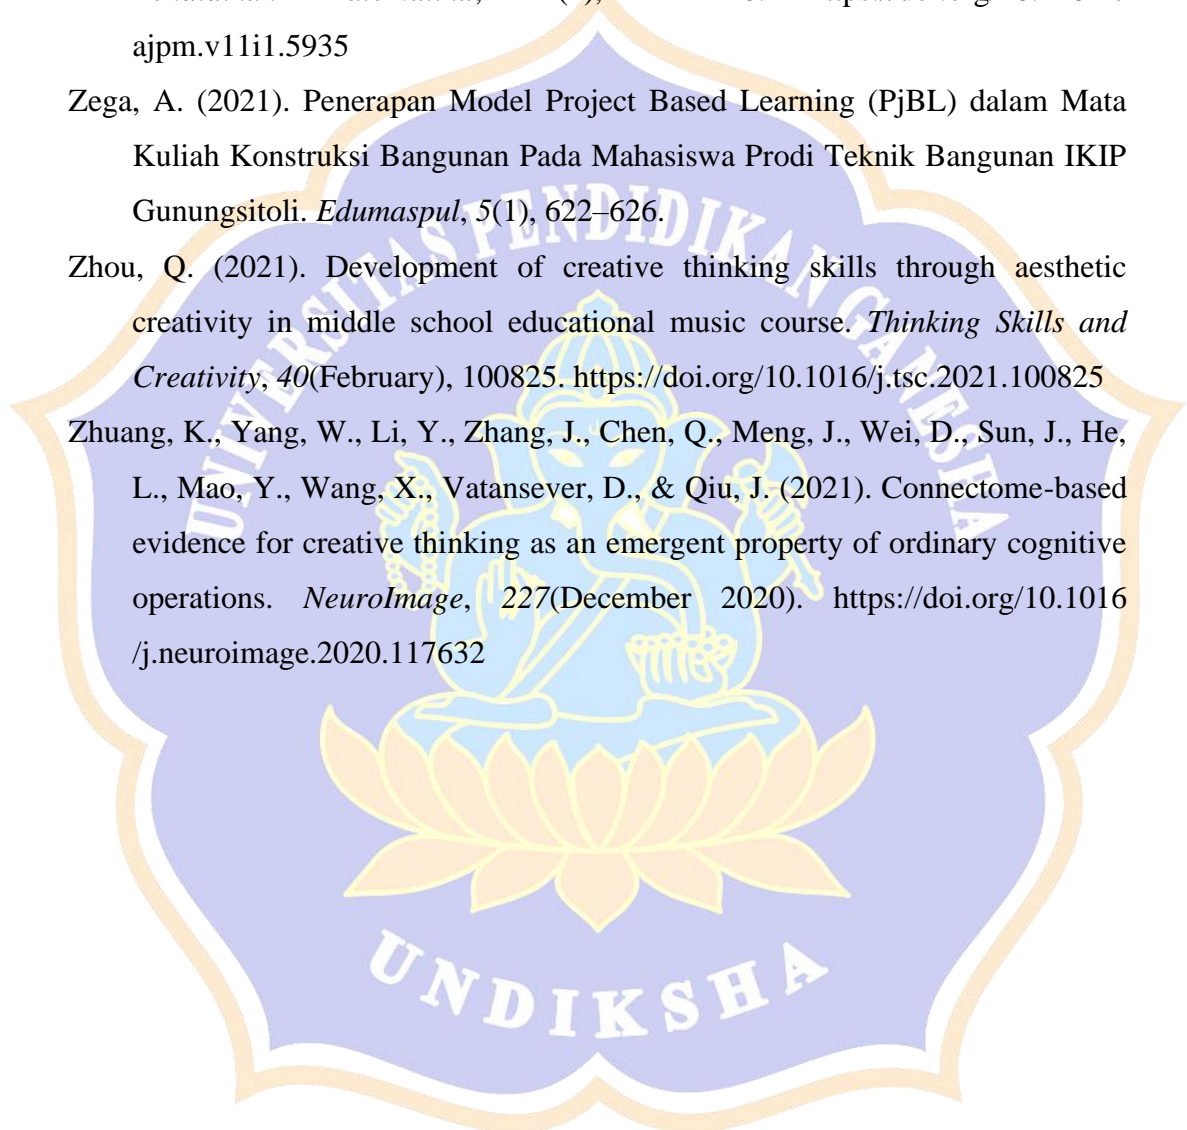 ajpm.v11i1.5935
Zega, A. (2021). Penerapan Model Project Based Learning (PjBL) dalam Mata
Kuliah Konstruksi Bangunan Pada Mahasiswa Prodi Teknik Bangunan IKIP
Gunungsitoli. Edumaspul, 5(1), 622–626.
Zhou, Q. (2021). Development of creative thinking skills through aesthetic
creativity in middle school educational music course. Thinking Skills and
Creativity, 40(February), 100825. https://doi.org/10.1016/j.tsc.2021.100825
Zhuang, K., Yang, W., Li, Y., Zhang, J., Chen, Q., Meng, J., Wei, D., Sun, J., He,
L., Mao, Y., Wang, X., Vatansever, D., & Qiu, J. (2021). Connectome-based
evidence for creative thinking as an emergent property of ordinary cognitive
operations. NeuroImage, 227(December 2020). https://doi.org/10.1016
/j.neuroimage.2020.117632
UNIVERSITAS PENDIDIKAN GANESHA
UNDIKSHA